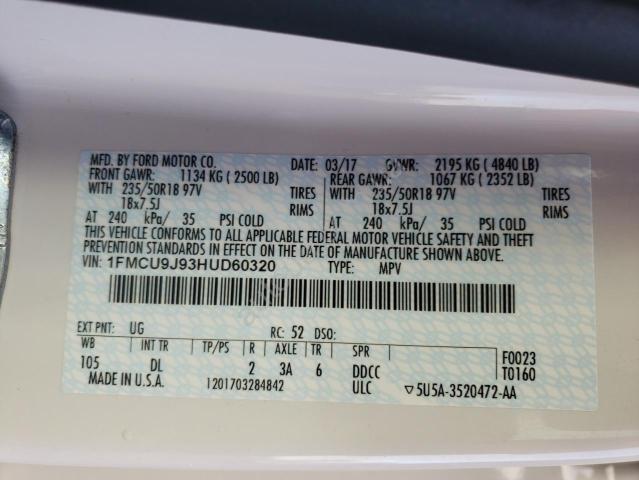 MFD. BY FORD MOTOR CO. DATE: 03/17 GVWR: 2195 KG ( 4840 LB)
FRONT GAWR: 1134 KG ( 2500 LB) REAR GAWR: 1067 KG ( 2352 LB)
WITH 235/50R18 97V TIRES WITH 235/50R18 97V TIRES
18x7.5J RIMS 18x7.5J RIMS
AT 240 kPa/ 35 PSI COLD AT 240 kPa/ 35 PSI COLD
THIS VEHICLE CONFORMS TO ALL APPLICABLE FEDERAL MOTOR VEHICLE SAFETY AND THEFT
PREVENTION STANDARDS IN EFFECT ON THE DATE OF MANUFACTURE SHOWN ABOVE.
VIN: 1FMCU9J93HUD60320 TYPE: MPV
EXT PNT: UG RC: 52 DSO:
WB INT TR TP/PS R AXLE TR SPR F0023
105 DL 2 3A 6 DDCC T0160
MADE IN U.S.A. 1201703284842 ULC ▽5U5A-3520472-AA